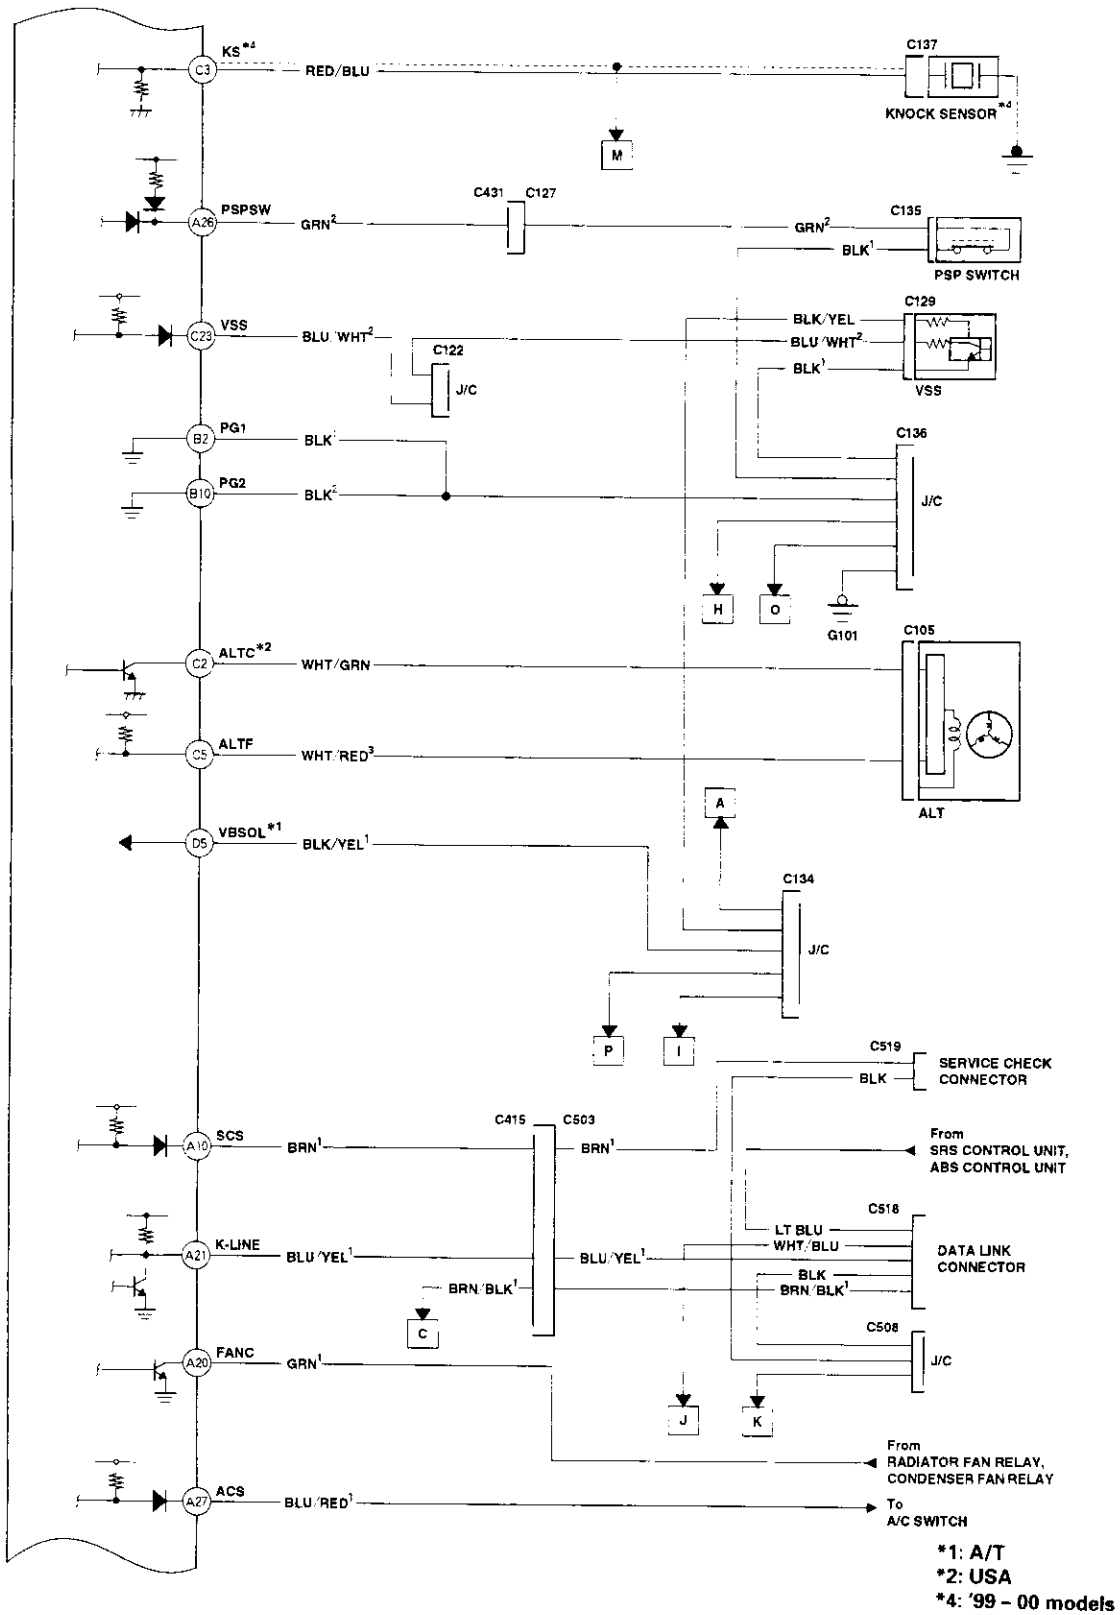 KS*4
C3
RED/BLU
C137
KNOCK SENSOR*4
M
C431 C127
A26 PSPSW
GRN2
GRN2
C135
BLK1
PSP SWITCH
C23 VSS
BLU/WHT2
C122
J/C
BLK/YEL
BLU/WHT2
BLK1
C129
VSS
B2 PG1
BLK1
B10 PG2
BLK2
C136
J/C
H
O
G101
C2 ALTC*2
WHT/GRN
C105
C5 ALTF
WHT/RED3
ALT
A
D5 VBSOL*1
BLK/YEL1
C134
J/C
P
I
C519
SERVICE CHECK
CONNECTOR
BLK
C415 C503
A10 SCS
BRN1
BRN1
From
SRS CONTROL UNIT,
ABS CONTROL UNIT
C518
LT BLU
WHT/BLU
A21 K-LINE
BLU/YEL1
BLU/YEL1
DATA LINK
CONNECTOR
BLK
BRN/BLK1
BRN/BLK1
C
C508
J/C
A20 FANC
GRN1
J
K
From
RADIATOR FAN RELAY,
CONDENSER FAN RELAY
A27 ACS
BLU/RED1
To
A/C SWITCH
*1: A/T
*2: USA
*4: '99 – 00 models